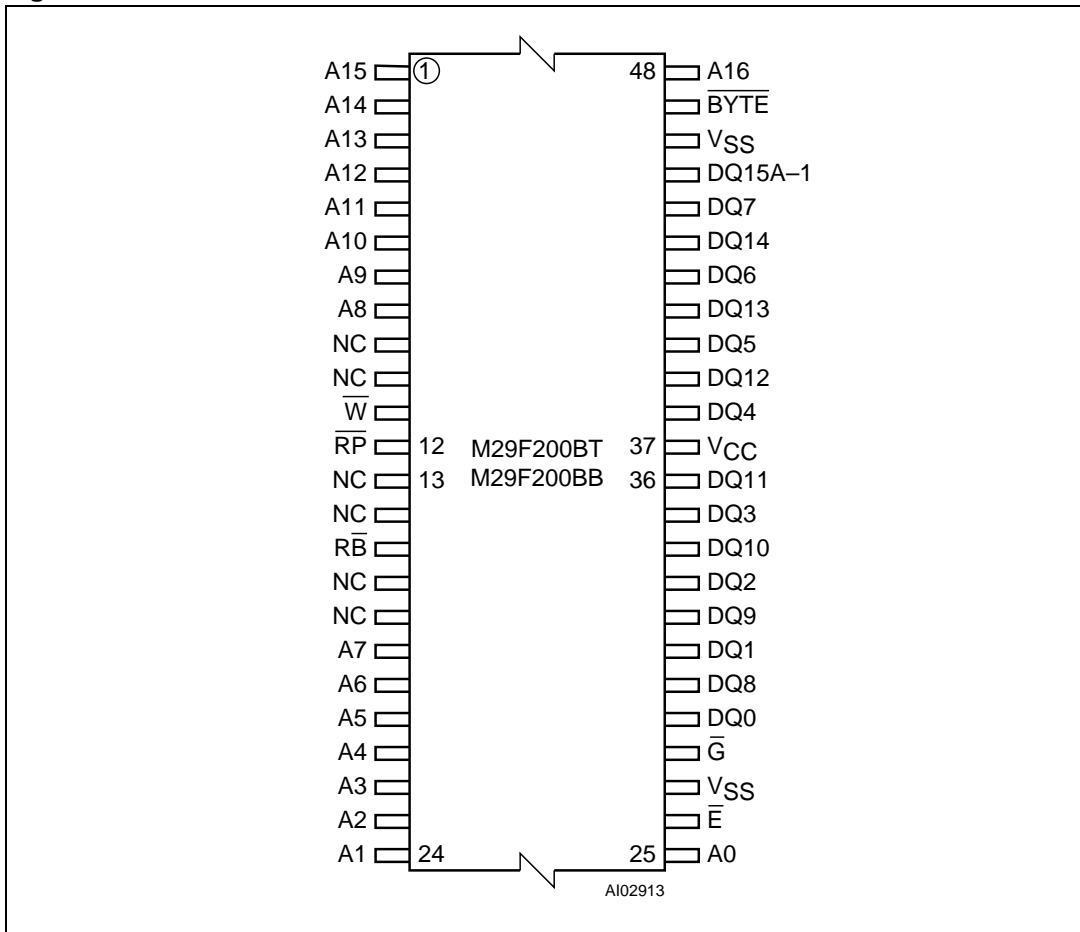 A15 ① 48 A16
A14 B̅Y̅T̅E̅
A13 VSS
A12 DQ15A–1
A11 DQ7
A10 DQ14
A9 DQ6
A8 DQ13
NC DQ5
NC DQ12
W̅ DQ4
R̅P̅ 12 M29F200BT 37 VCC
NC 13 M29F200BB 36 DQ11
NC DQ3
RB̅ DQ10
NC DQ2
NC DQ9
A7 DQ1
A6 DQ8
A5 DQ0
A4 G̅
A3 VSS
A2 E̅
A1 24 25 A0
AI02913